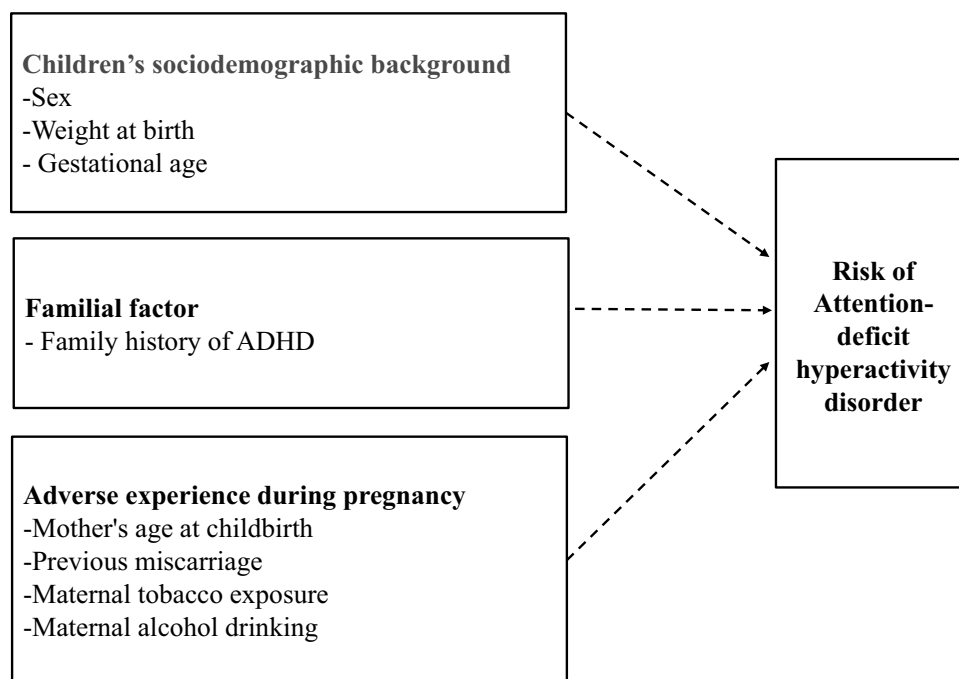 Children’s sociodemographic background
-Sex
-Weight at birth
- Gestational age
Familial factor
- Family history of ADHD
Adverse experience during pregnancy
-Mother's age at childbirth
-Previous miscarriage
-Maternal tobacco exposure
-Maternal alcohol drinking
Risk of
Attention-
deficit
hyperactivity
disorder